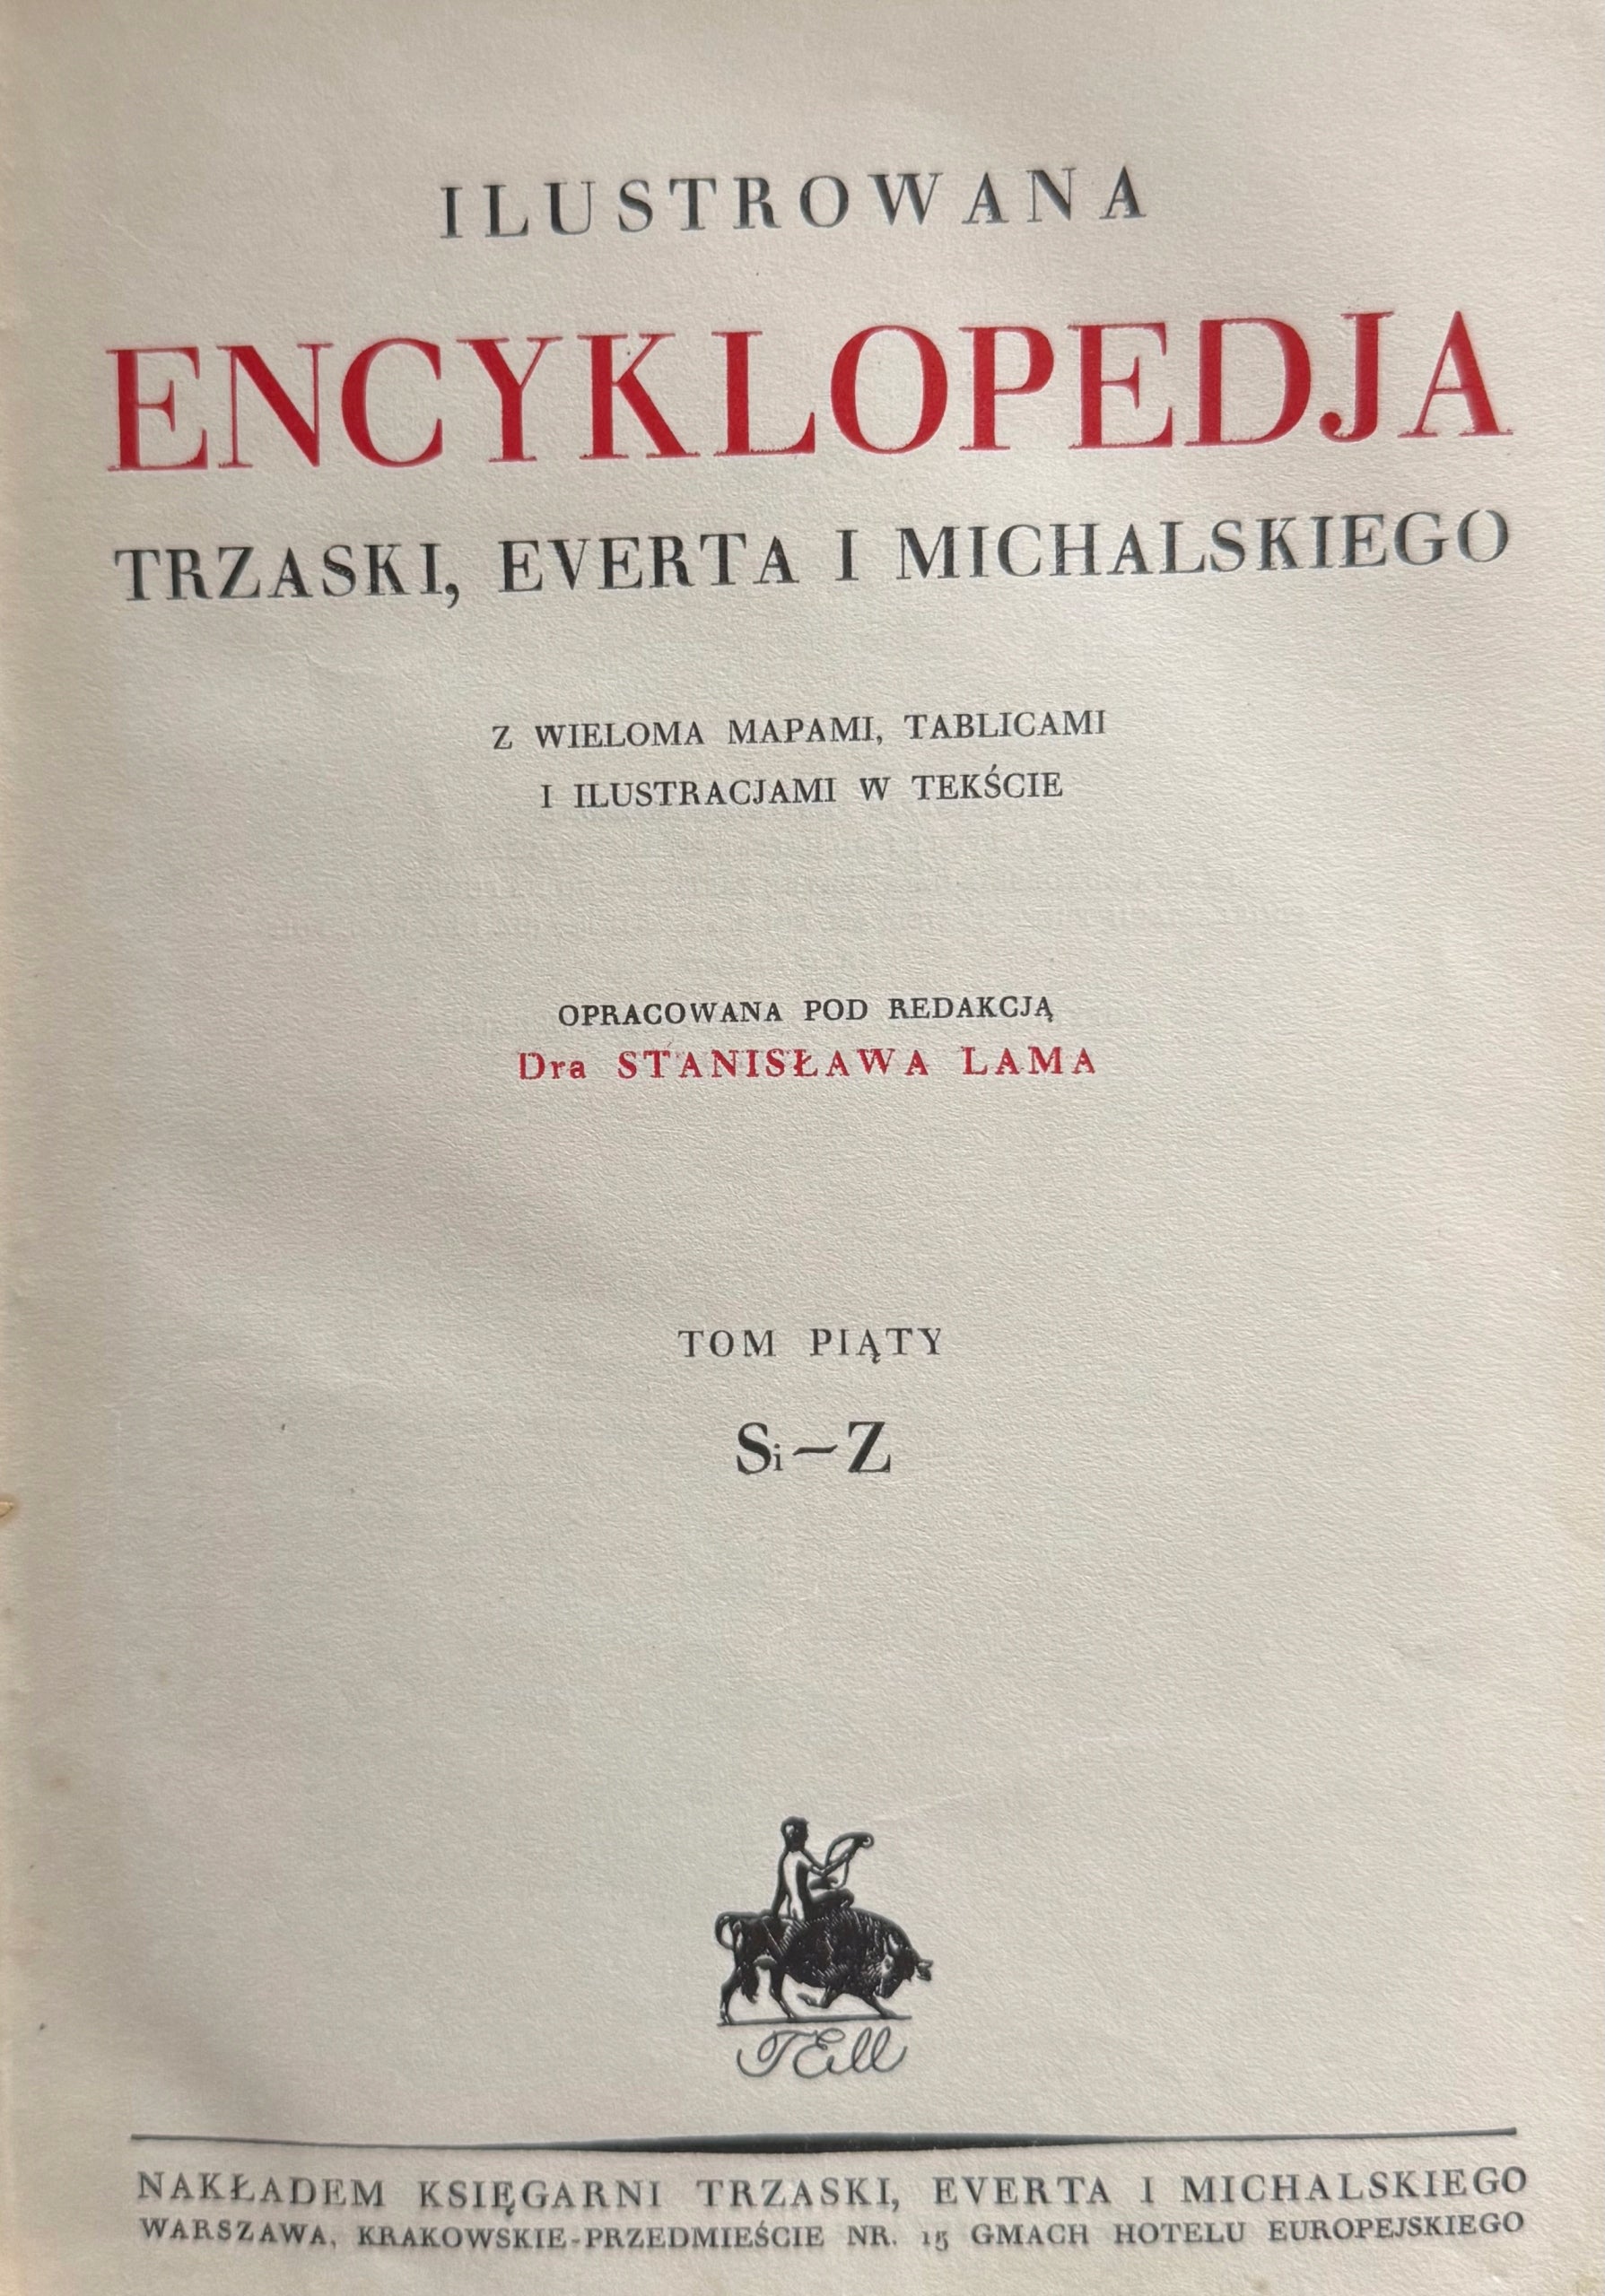 ILUSTROWANA
ENCYKLOPEDJA
TRZASKI, EVERTA I MICHALSKIEGO
Z WIELOMA MAPAMI, TABLICAMI
I ILUSTRACJAMI W TEKŚCIE
OPRACOWANA POD REDAKCJĄ
Dra STANISŁAWA LAMA
TOM PIĄTY
Si—Z
TEM
NAKŁADEM KSIĘGARNI TRZASKI, EVERTA I MICHALSKIEGO
WARSZAWA, KRAKOWSKIE-PRZEDMIEŚCIE NR. 15 GMACH HOTELU EUROPEJSKIEGO